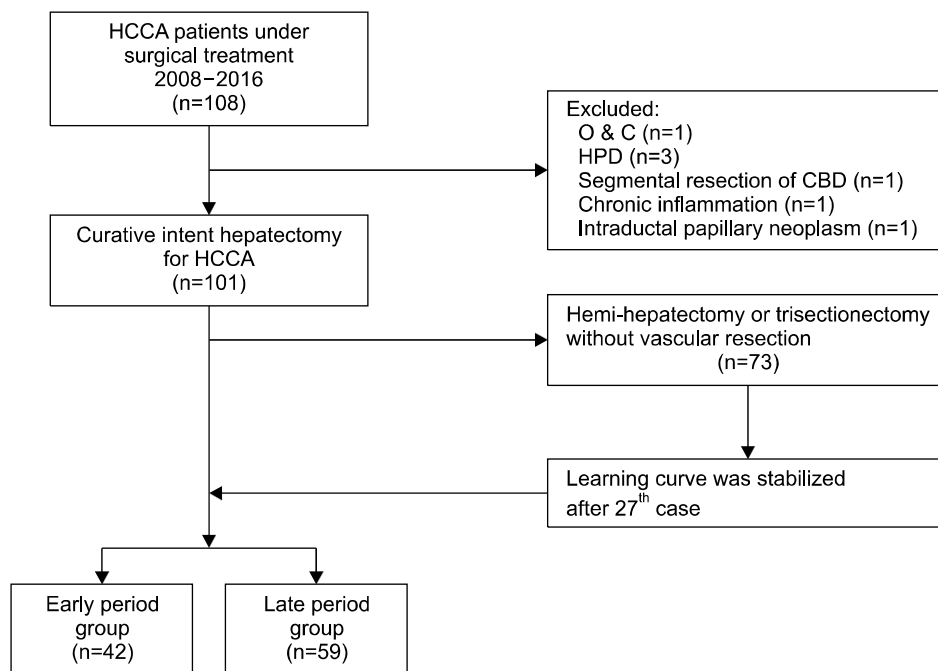 HCCA patients under
surgical treatment
2008–2016
(n=108)
Excluded:
O & C (n=1)
HPD (n=3)
Segmental resection of CBD (n=1)
Chronic inflammation (n=1)
Intraductal papillary neoplasm (n=1)
Curative intent hepatectomy
for HCCA
(n=101)
Hemi-hepatectomy or trisectionectomy
without vascular resection
(n=73)
Learning curve was stabilized
after 27th case
Early period
group
(n=42)
Late period
group
(n=59)